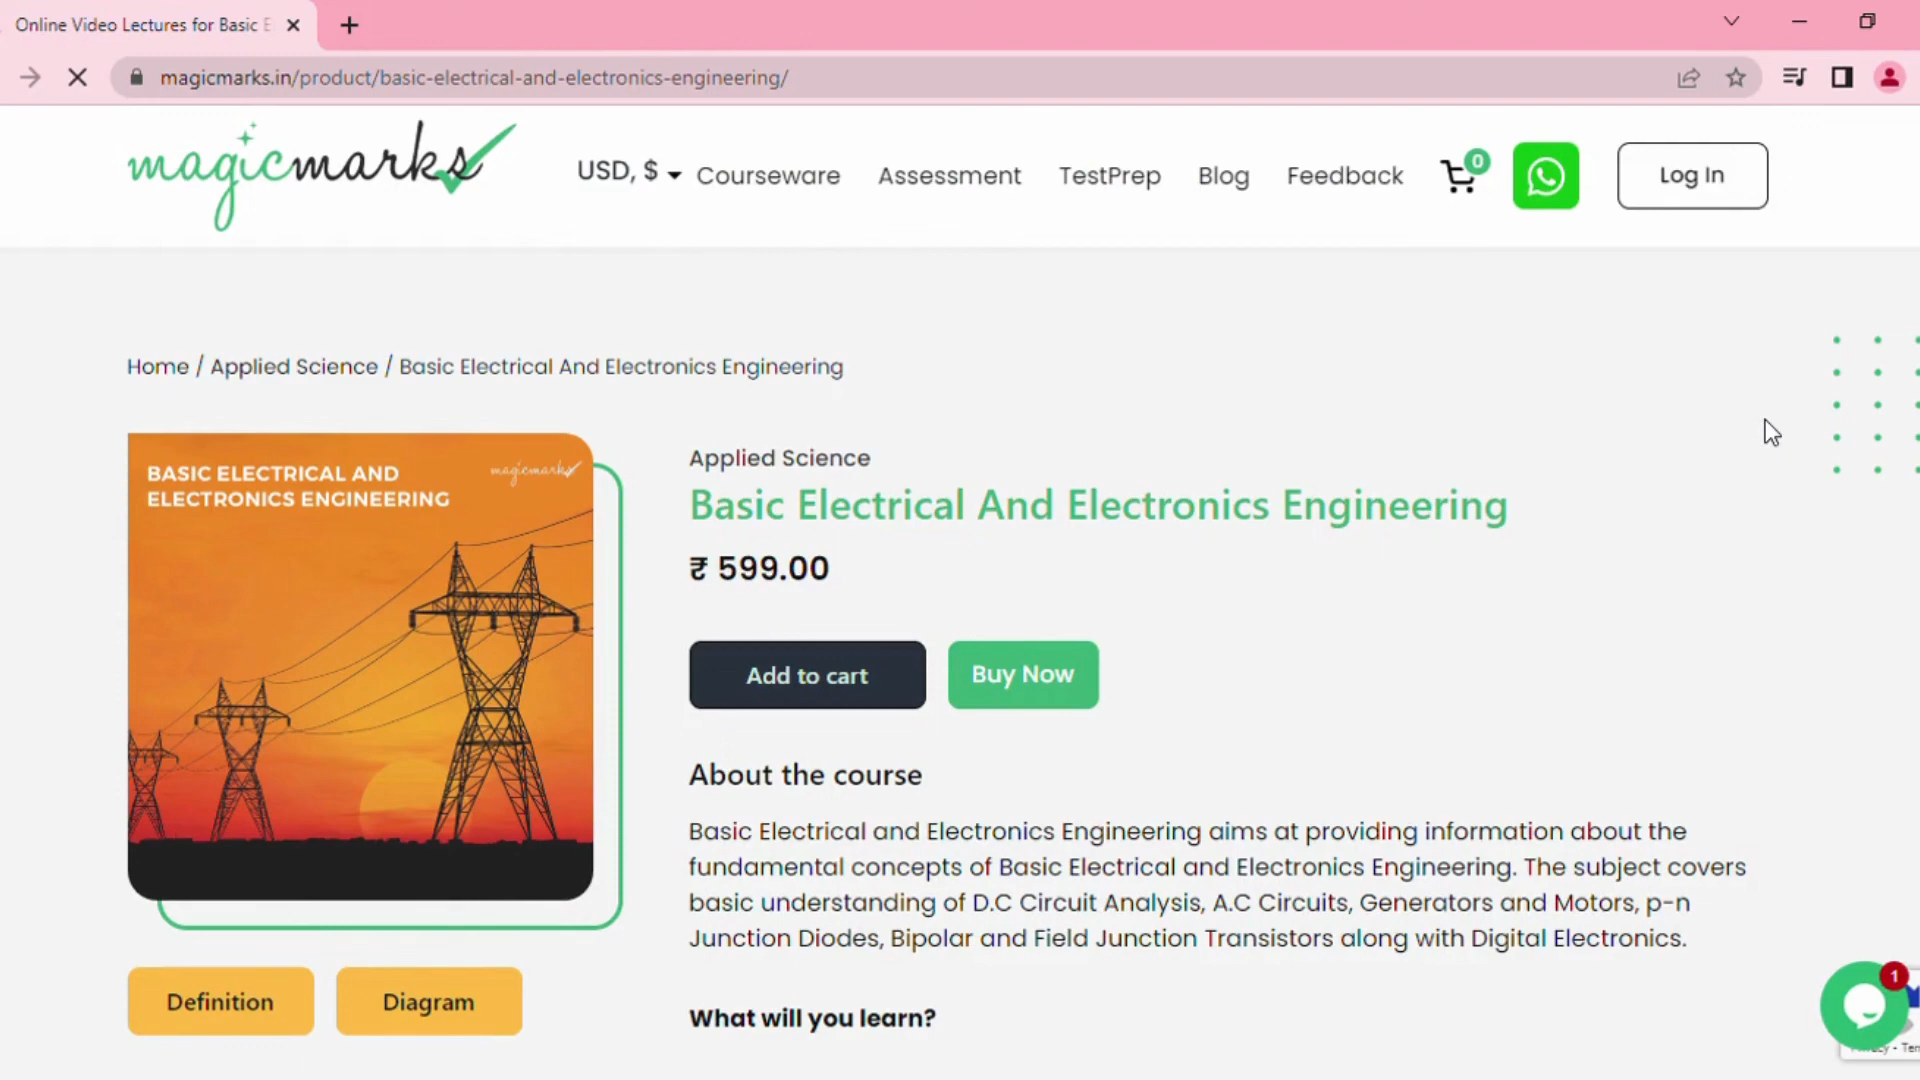 Online Video Lectures for Basic E
magicmarks.in/product/basic-electrical-and-electronics-engineering/
magicmarks
USD, $
Courseware
Assessment
TestPrep
Blog
Feedback
0
Log In
Home / Applied Science / Basic Electrical And Electronics Engineering
BASIC ELECTRICAL AND
ELECTRONICS ENGINEERING
magicmarks
Applied Science
Basic Electrical And Electronics Engineering
₹ 599.00
Add to cart
Buy Now
About the course
Basic Electrical and Electronics Engineering aims at providing information about the
fundamental concepts of Basic Electrical and Electronics Engineering. The subject covers
basic understanding of D.C Circuit Analysis, A.C Circuits, Generators and Motors, p-n
Junction Diodes, Bipolar and Field Junction Transistors along with Digital Electronics.
Definition
Diagram
What will you learn?
1